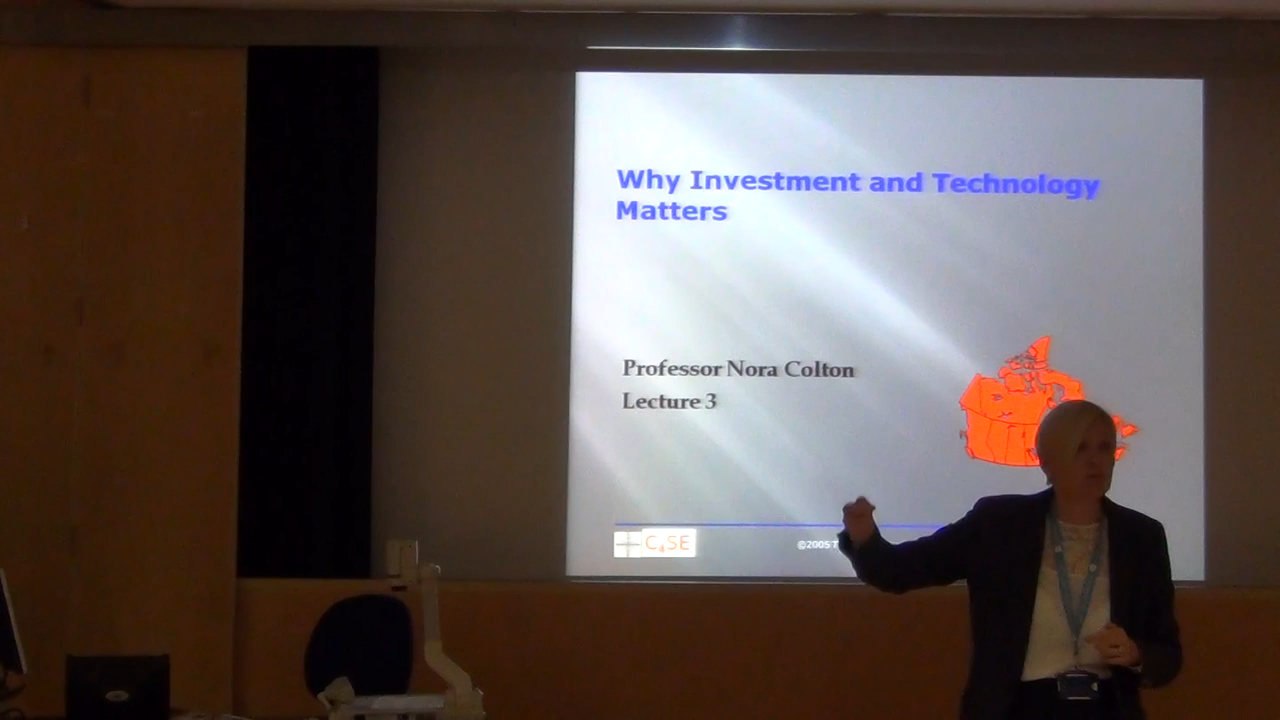 Why Investment and Technology
Matters
Professor Nora Colton
Lecture 3
C4SE
©2005 T